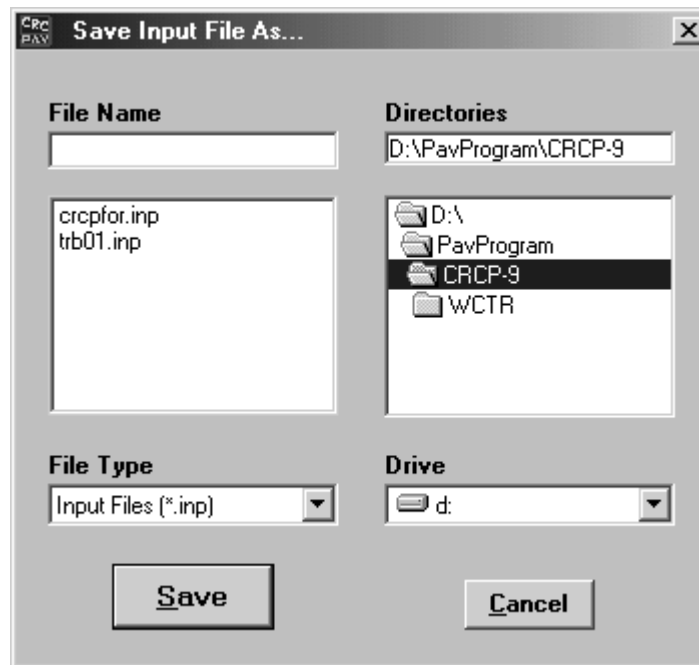 CRC
PAV
Save Input File As...
File Name
Directories
D:\PavProgram\CRCP-9
crcpfor.inp
trb01.inp
D:\
PavProgram
CRCP-9
WCTR
File Type
Drive
Input Files (*.inp)
d:
Save
Cancel